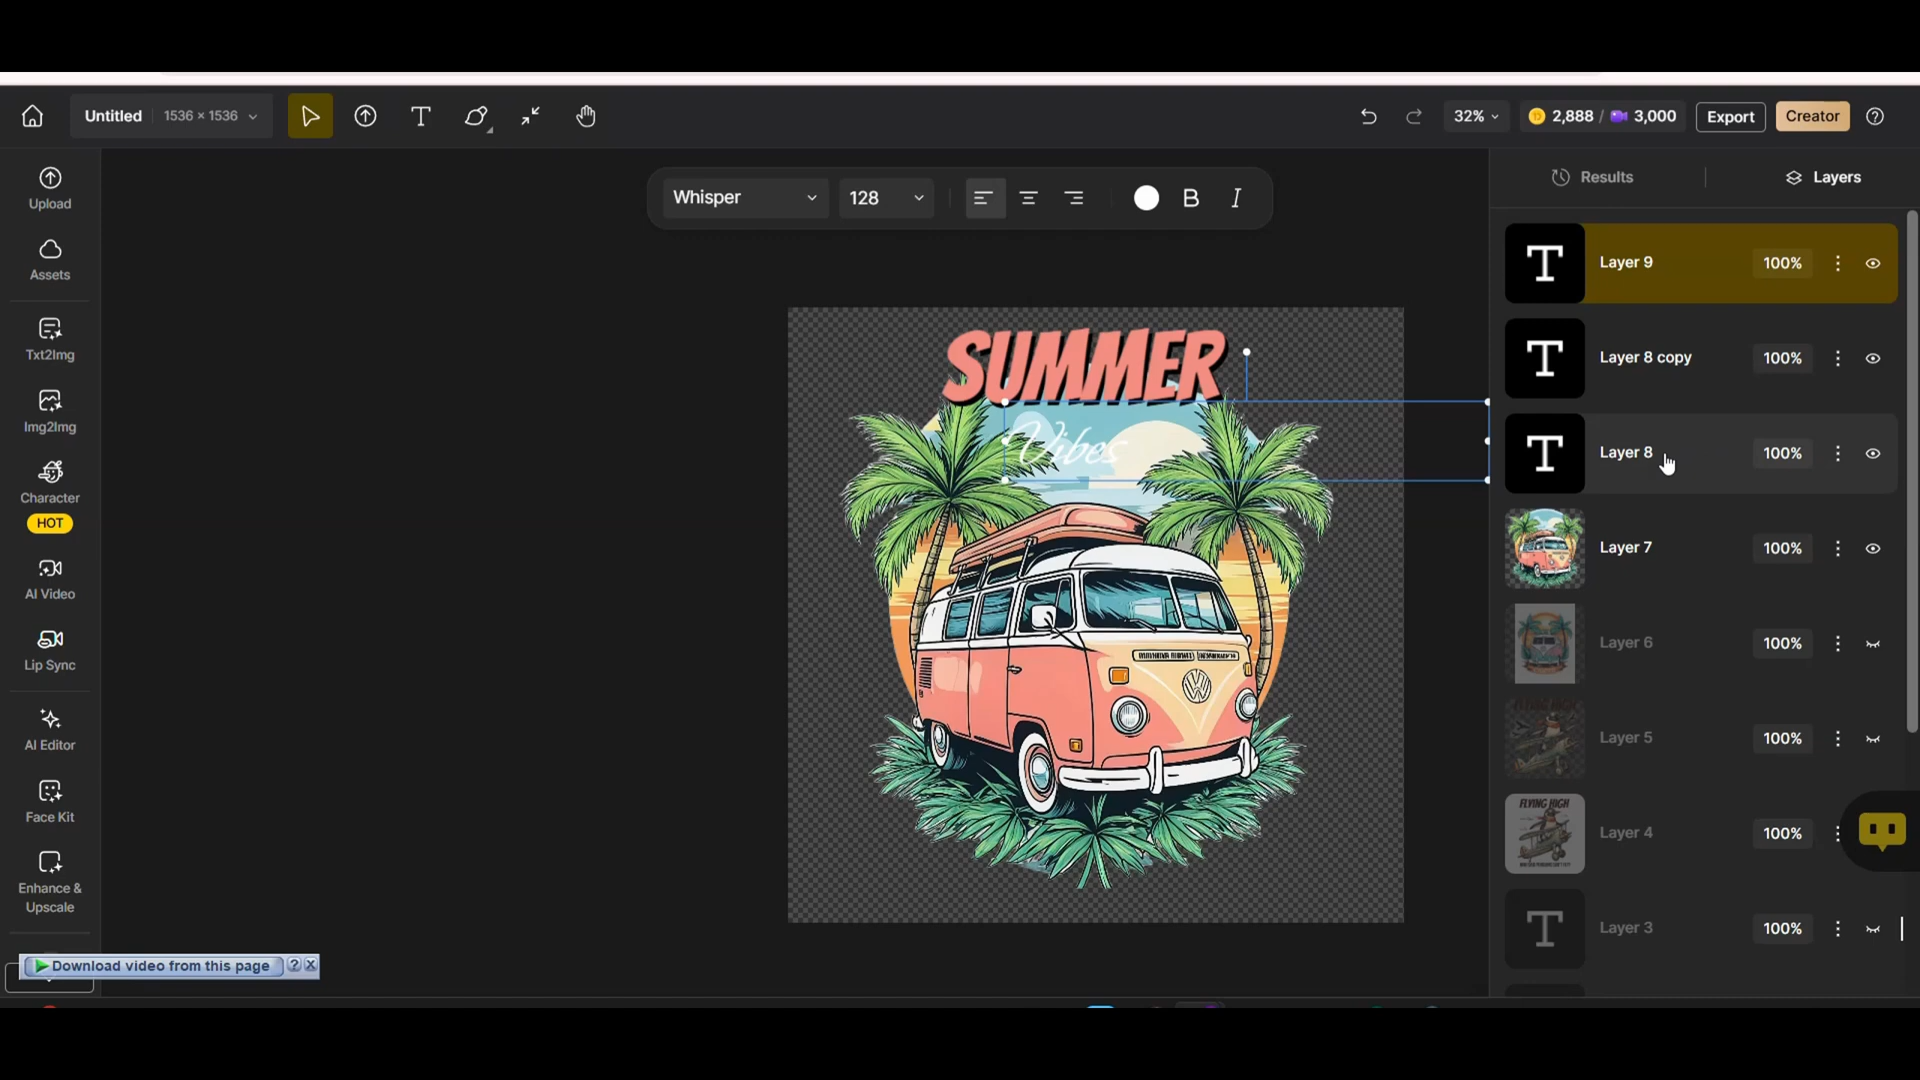 Untitled 1536 × 1536
32%
2,888 / 3,000
Export
Creator
Upload
Assets
Txt2Img
Img2Img
Character
HOT
AI Video
Lip Sync
AI Editor
Face Kit
Enhance &
Upscale
Download video from this page
Whisper 128 B I
SUMMER
Vibes
Results
Layers
T Layer 9 100%
T Layer 8 copy 100%
T Layer 8 100%
Layer 7 100%
Layer 6 100%
Layer 5 100%
FLYING HIGH
Layer 4 100%
T Layer 3 100%